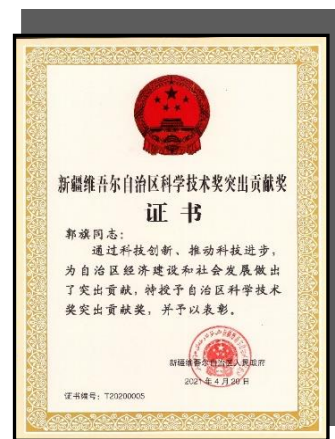 新疆维吾尔自治区科学技术奖突出贡献奖
证书
郭旗同志：
通过科技创新、推动科技进步，
为自治区经济建设和社会发展做出
了突出贡献，特授予自治区科学技术
奖突出贡献奖，并予以表彰。
新疆维吾尔自治区人民政府
2021年4月20日
证书编号：T20200005